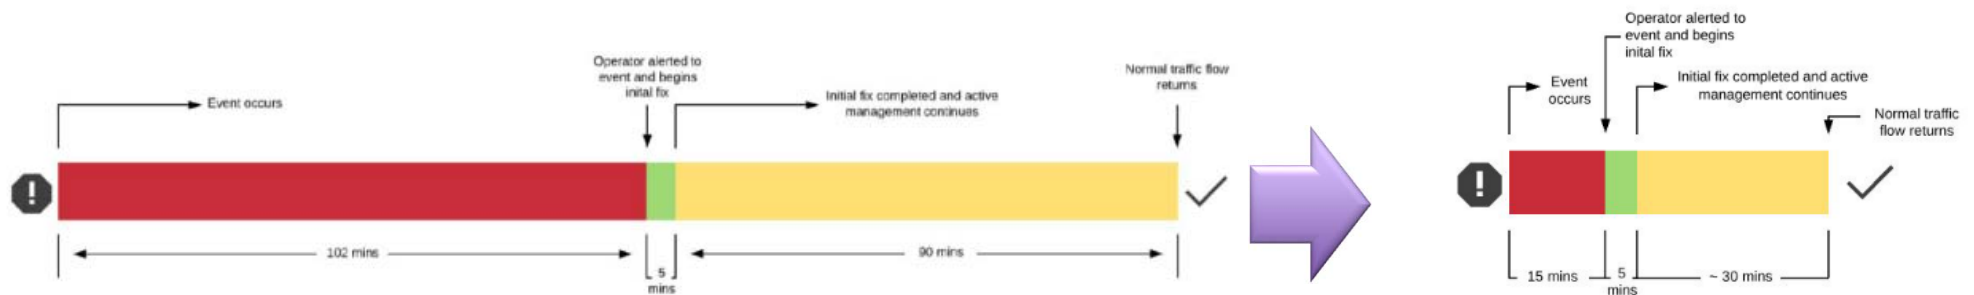 Event occurs
Operator alerted to
event and begins
inital fix
Initial fix completed and active
management continues
Normal traffic flow
returns
102 mins
5
mins
90 mins
Operator alerted to
event and begins
inital fix
Event
occurs
Initial fix completed and active
management continues
Normal traffic
flow returns
15 mins
5
mins
~ 30 mins